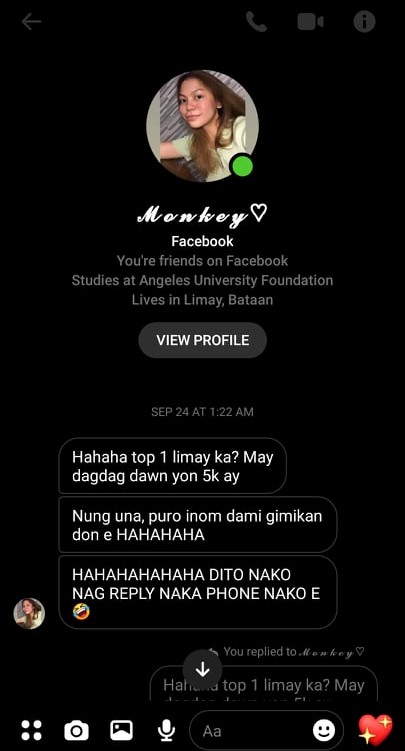 Monkey♡
Facebook
You're friends on Facebook
Studies at Angeles University Foundation
Lives in Limay, Bataan
VIEW PROFILE
SEP 24 AT 1:22 AM
Hahaha top 1 limay ka? May
dagdag dawn yon 5k ay
Nung una, puro inom dami gimikan
don e HAHAHAHA
HAHAHAHAHAHA DITO NAKO
NAG REPLY NAKA PHONE NAKO E
🤣
You replied to Monkey♡
Hahaha top 1 limay ka? May
Aa